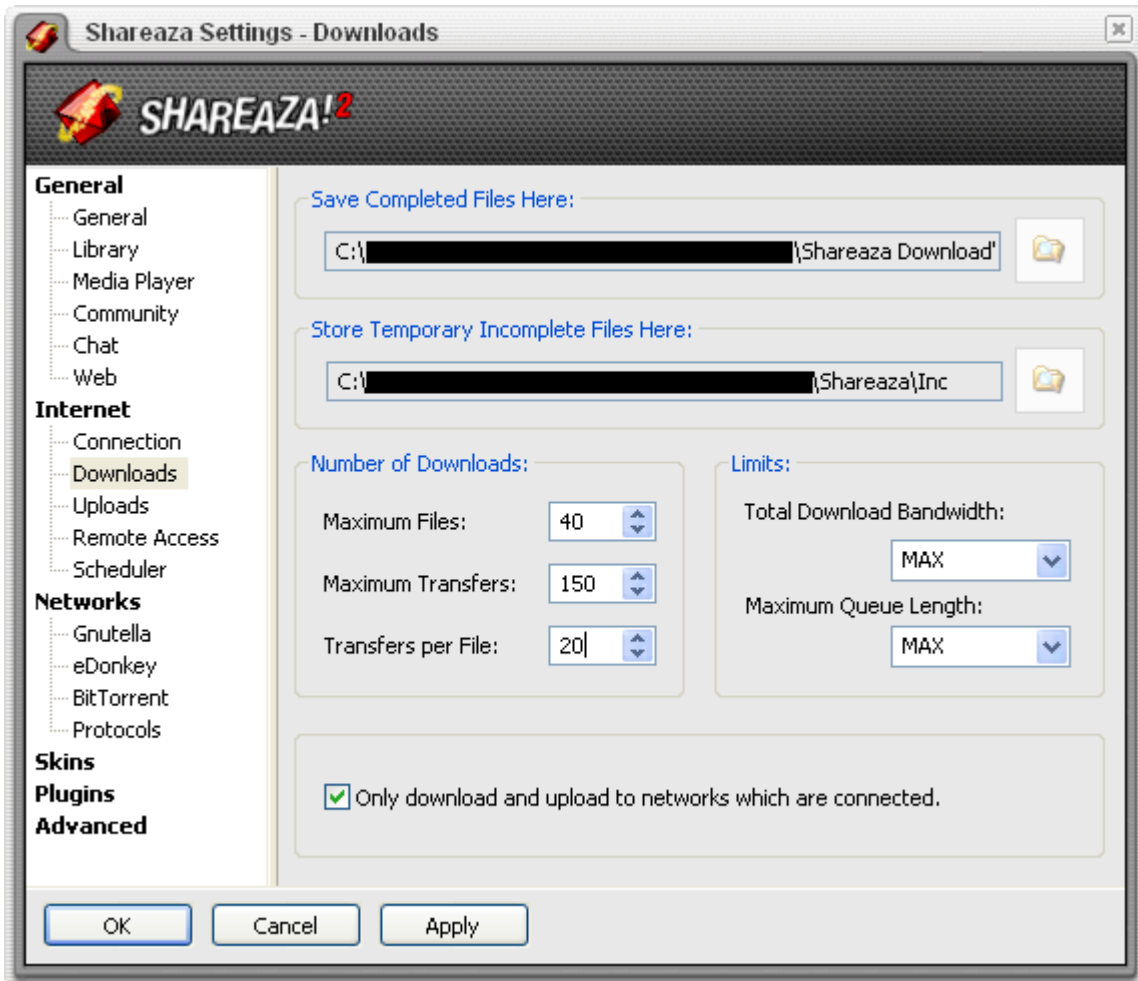 Shareaza Settings - Downloads
SHAREAZA!2
General
General
Library
Media Player
Community
Chat
Web
Internet
Connection
Downloads
Uploads
Remote Access
Scheduler
Networks
Gnutella
eDonkey
BitTorrent
Protocols
Skins
Plugins
Advanced
Save Completed Files Here:
C:\ \Shareaza Download'
Store Temporary Incomplete Files Here:
C:\ \Shareaza\Inc
Number of Downloads:
Maximum Files: 40
Maximum Transfers: 150
Transfers per File: 20
Limits:
Total Download Bandwidth:
MAX
Maximum Queue Length:
MAX
Only download and upload to networks which are connected.
OK Cancel Apply